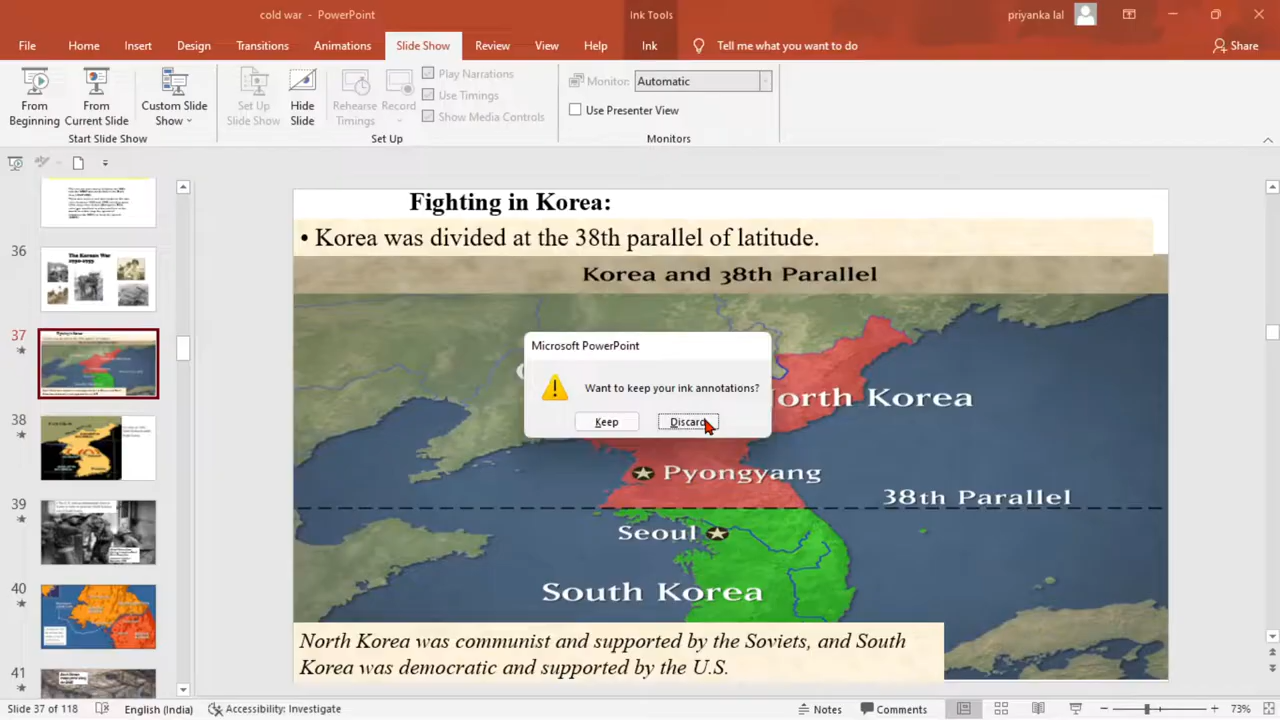 cold war - PowerPoint
Ink Tools
priyanka lal
File Home Insert Design Transitions Animations Slide Show Review View Help Ink Tell me what you want to do Share
From Beginning
From Current Slide
Custom Slide Show
Set Up Slide Show
Hide Slide
Rehearse Timings
Record
Play Narrations
Use Timings
Show Media Controls
Monitor: Automatic
Use Presenter View
Start Slide Show
Set Up
Monitors
36
The Korean War
1950-1953
37
38
39
40
41
Fighting in Korea:
• Korea was divided at the 38th parallel of latitude.
Korea and 38th Parallel
Microsoft PowerPoint
Want to keep your ink annotations?
Keep Discard
North Korea
Pyongyang
38th Parallel
Seoul
South Korea
North Korea was communist and supported by the Soviets, and South
Korea was democratic and supported by the U.S.
Slide 37 of 118 English (India) Accessibility: Investigate Notes Comments 73%